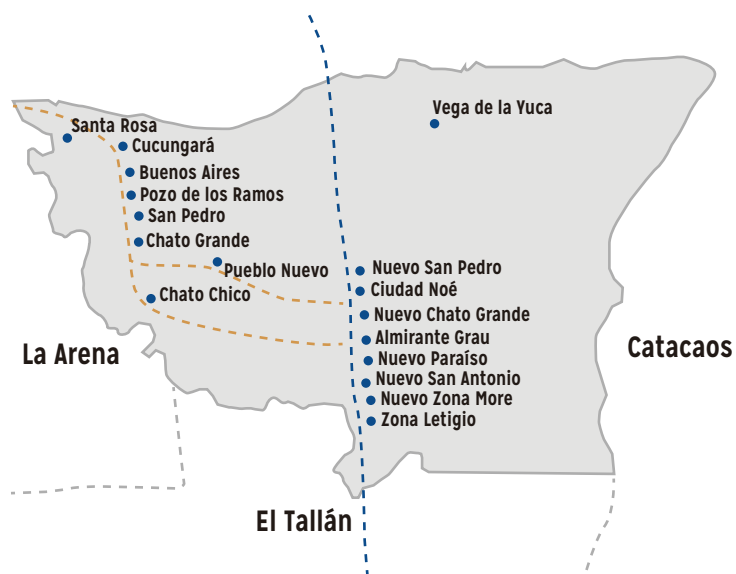 Vega de la Yuca
Santa Rosa
Cucungará
Buenos Aires
Pozo de los Ramos
San Pedro
Chato Grande
Pueblo Nuevo
Chato Chico
Nuevo San Pedro
Ciudad Noé
Nuevo Chato Grande
Almirante Grau
Nuevo Paraíso
Nuevo San Antonio
Nuevo Zona More
Zona Letigio
La Arena
Catacaos
El Tallán